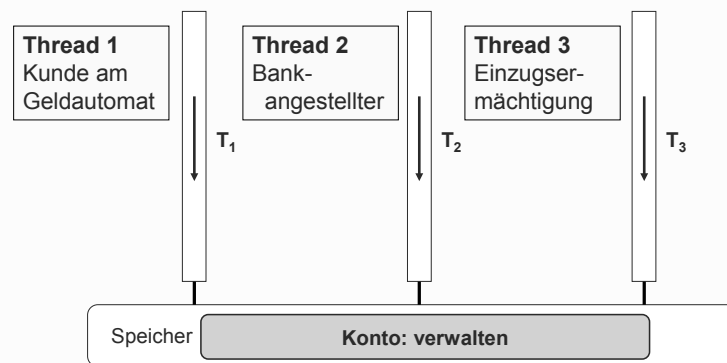 Thread 1
Kunde am
Geldautomat
Thread 2
Bank-
angestellter
Thread 3
Einzugser-
mächtigung
T₁
T₂
T₃
Speicher
Konto: verwalten